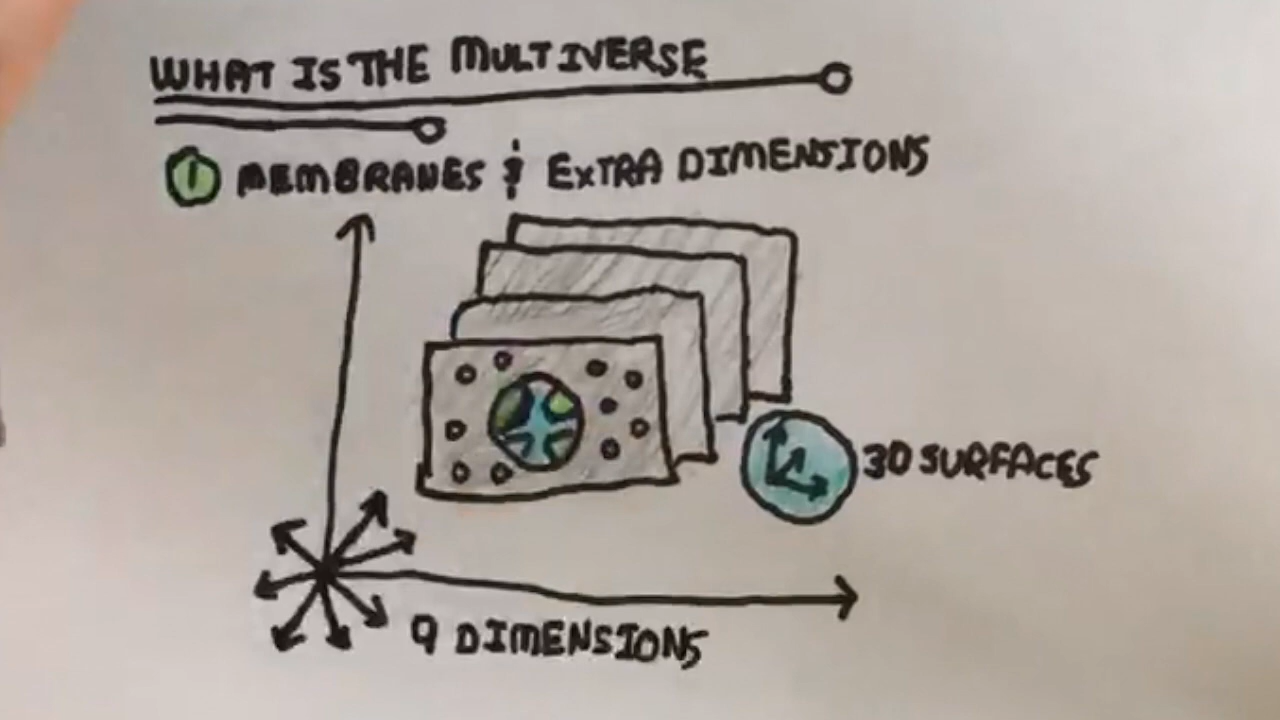 WHAT IS THE MULTIVERSE
1 MEMBRANES & EXTRA DIMENSIONS
3D SURFACES
9 DIMENSIONS